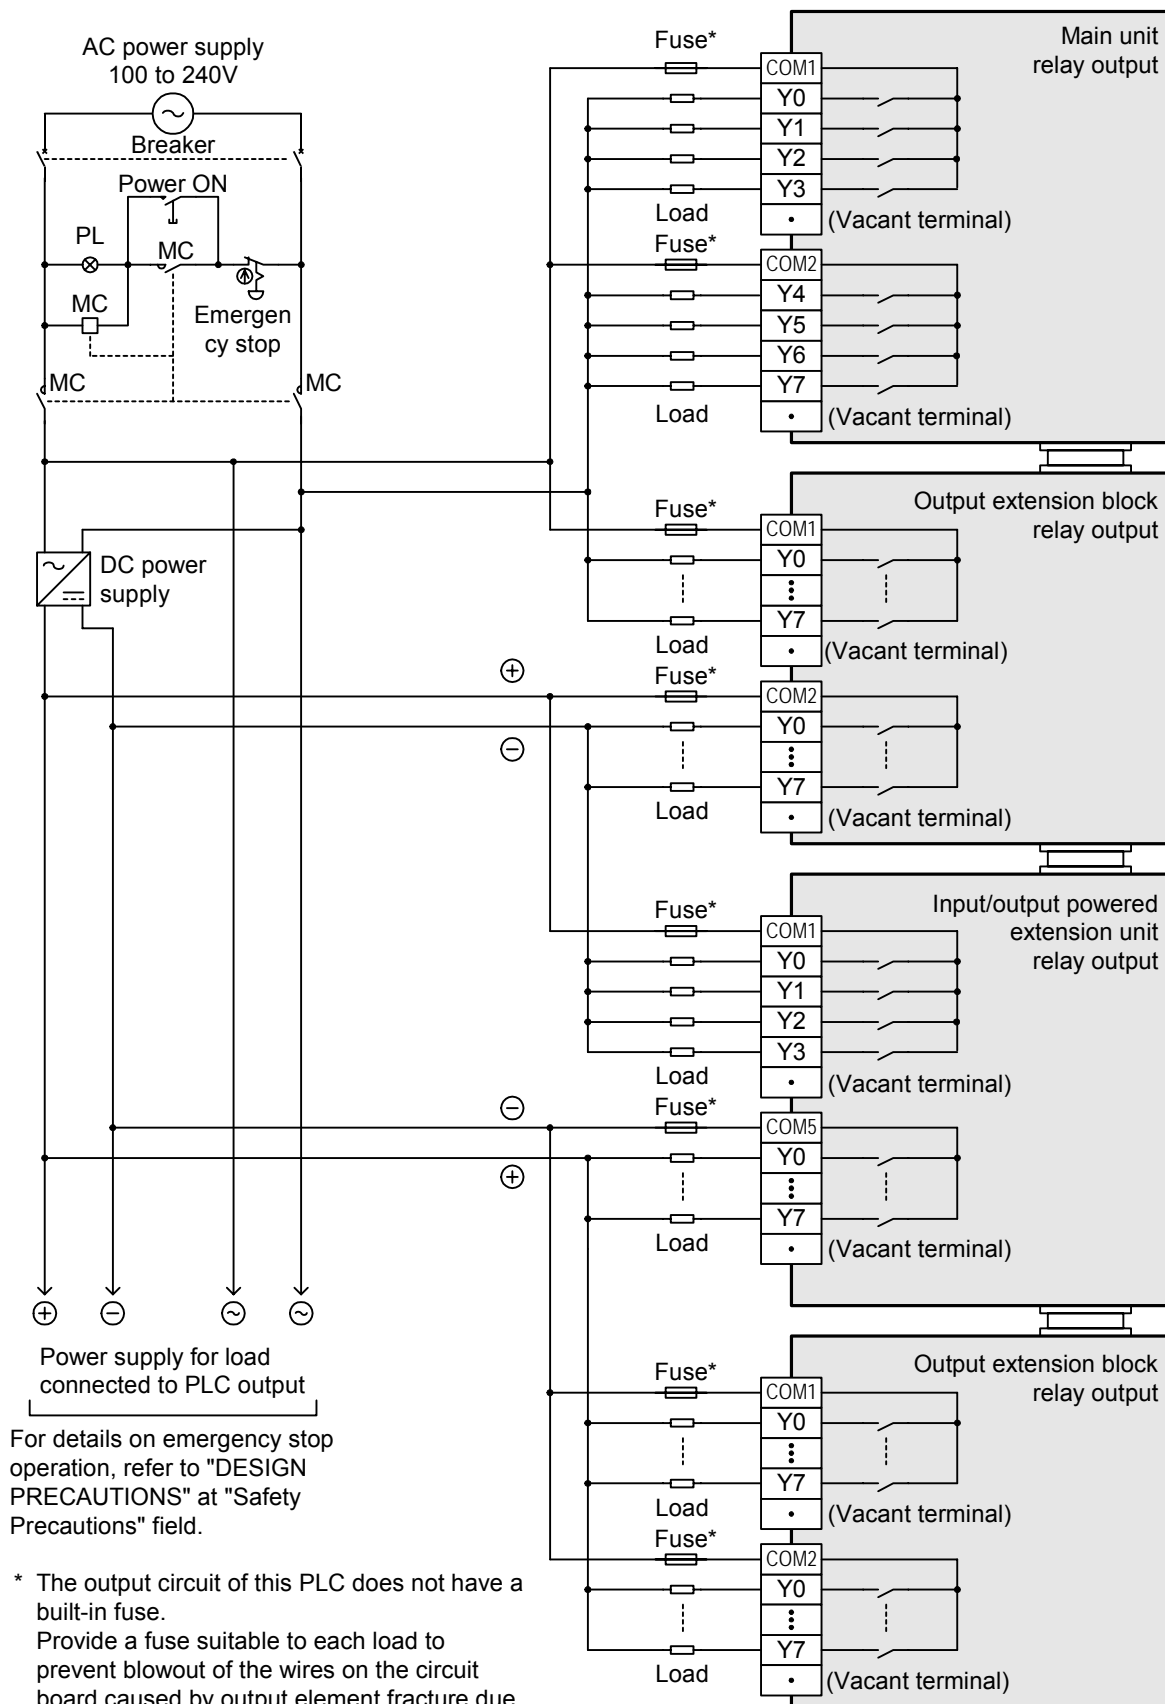 AC power supply
100 to 240V
Breaker
Power ON
PL
MC
MC
Emergen
cy stop
MC
MC
DC power
supply
Power supply for load
connected to PLC output
For details on emergency stop
operation, refer to "DESIGN
PRECAUTIONS" at "Safety
Precautions" field.
* The output circuit of this PLC does not have a
built-in fuse.
Provide a fuse suitable to each load to
prevent blowout of the wires on the circuit
board caused by output element fracture due
Main unit
relay output
Fuse*
COM1
Y0
Y1
Y2
Y3
Load
(Vacant terminal)
Fuse*
COM2
Y4
Y5
Y6
Y7
Load
(Vacant terminal)
Output extension block
relay output
Fuse*
COM1
Y0
Y7
Load
(Vacant terminal)
Fuse*
COM2
Y0
Y7
Load
(Vacant terminal)
Input/output powered
extension unit
relay output
Fuse*
COM1
Y0
Y1
Y2
Y3
Load
(Vacant terminal)
Fuse*
COM5
Y0
Y7
Load
(Vacant terminal)
Output extension block
relay output
Fuse*
COM1
Y0
Y7
Load
(Vacant terminal)
Fuse*
COM2
Y0
Y7
Load
(Vacant terminal)